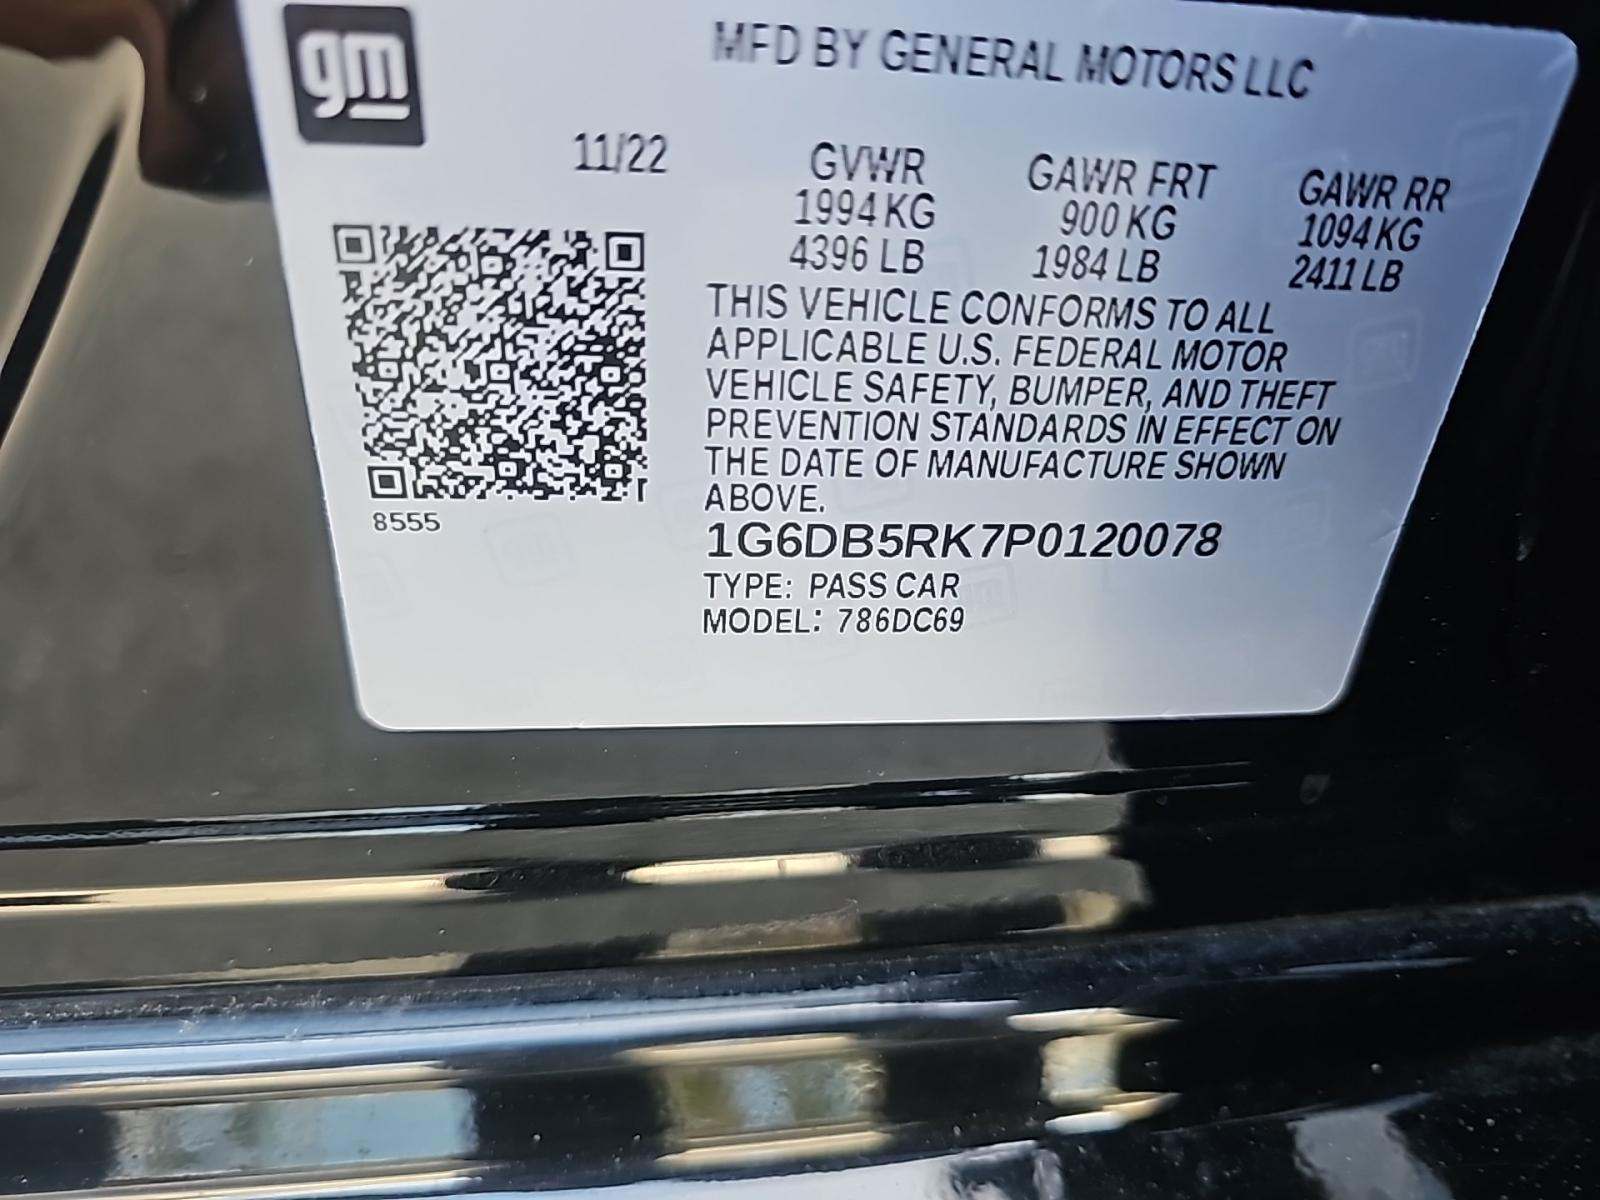 gm
MFD BY GENERAL MOTORS LLC
11/22
GVWR GAWR FRT GAWR RR
1994 KG 900 KG 1094 KG
4396 LB 1984 LB 2411 LB
THIS VEHICLE CONFORMS TO ALL
APPLICABLE U.S. FEDERAL MOTOR
VEHICLE SAFETY, BUMPER, AND THEFT
PREVENTION STANDARDS IN EFFECT ON
THE DATE OF MANUFACTURE SHOWN
ABOVE.
8555
1G6DB5RK7P0120078
TYPE: PASS CAR
MODEL: 786DC69